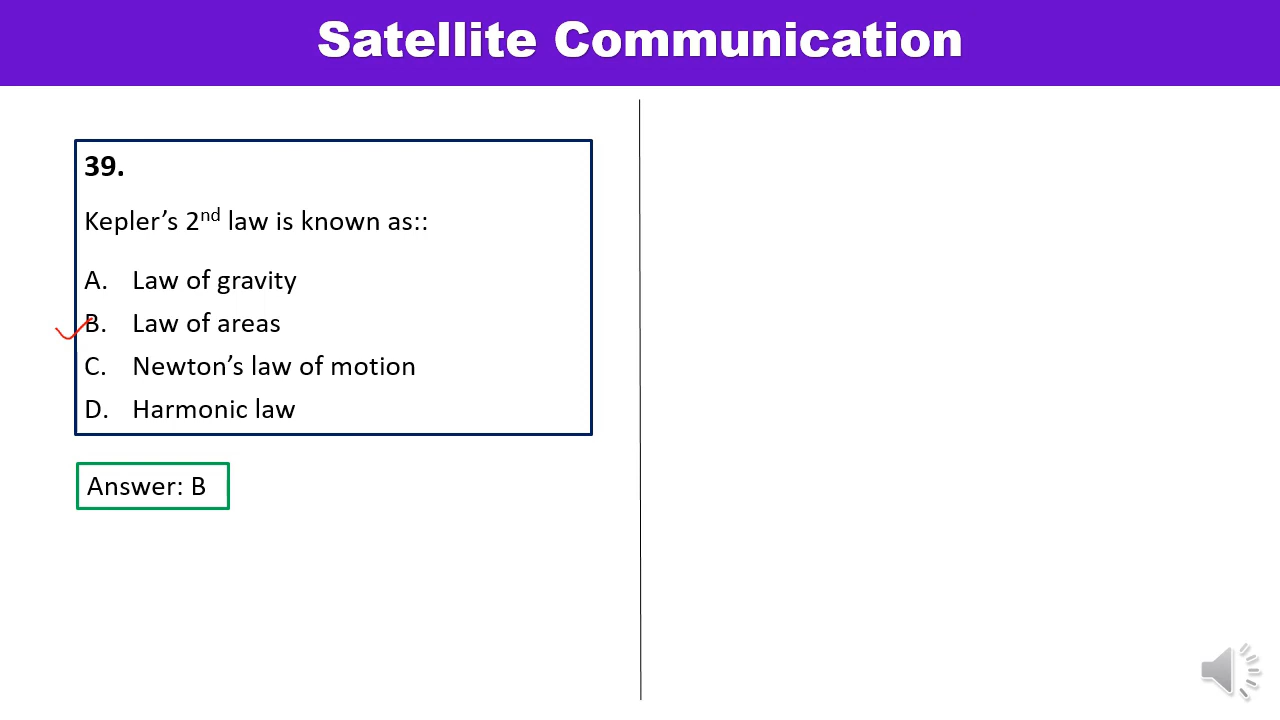 Satellite Communication
39.
Kepler’s 2nd law is known as::
A. Law of gravity
B. Law of areas
C. Newton’s law of motion
D. Harmonic law
Answer: B